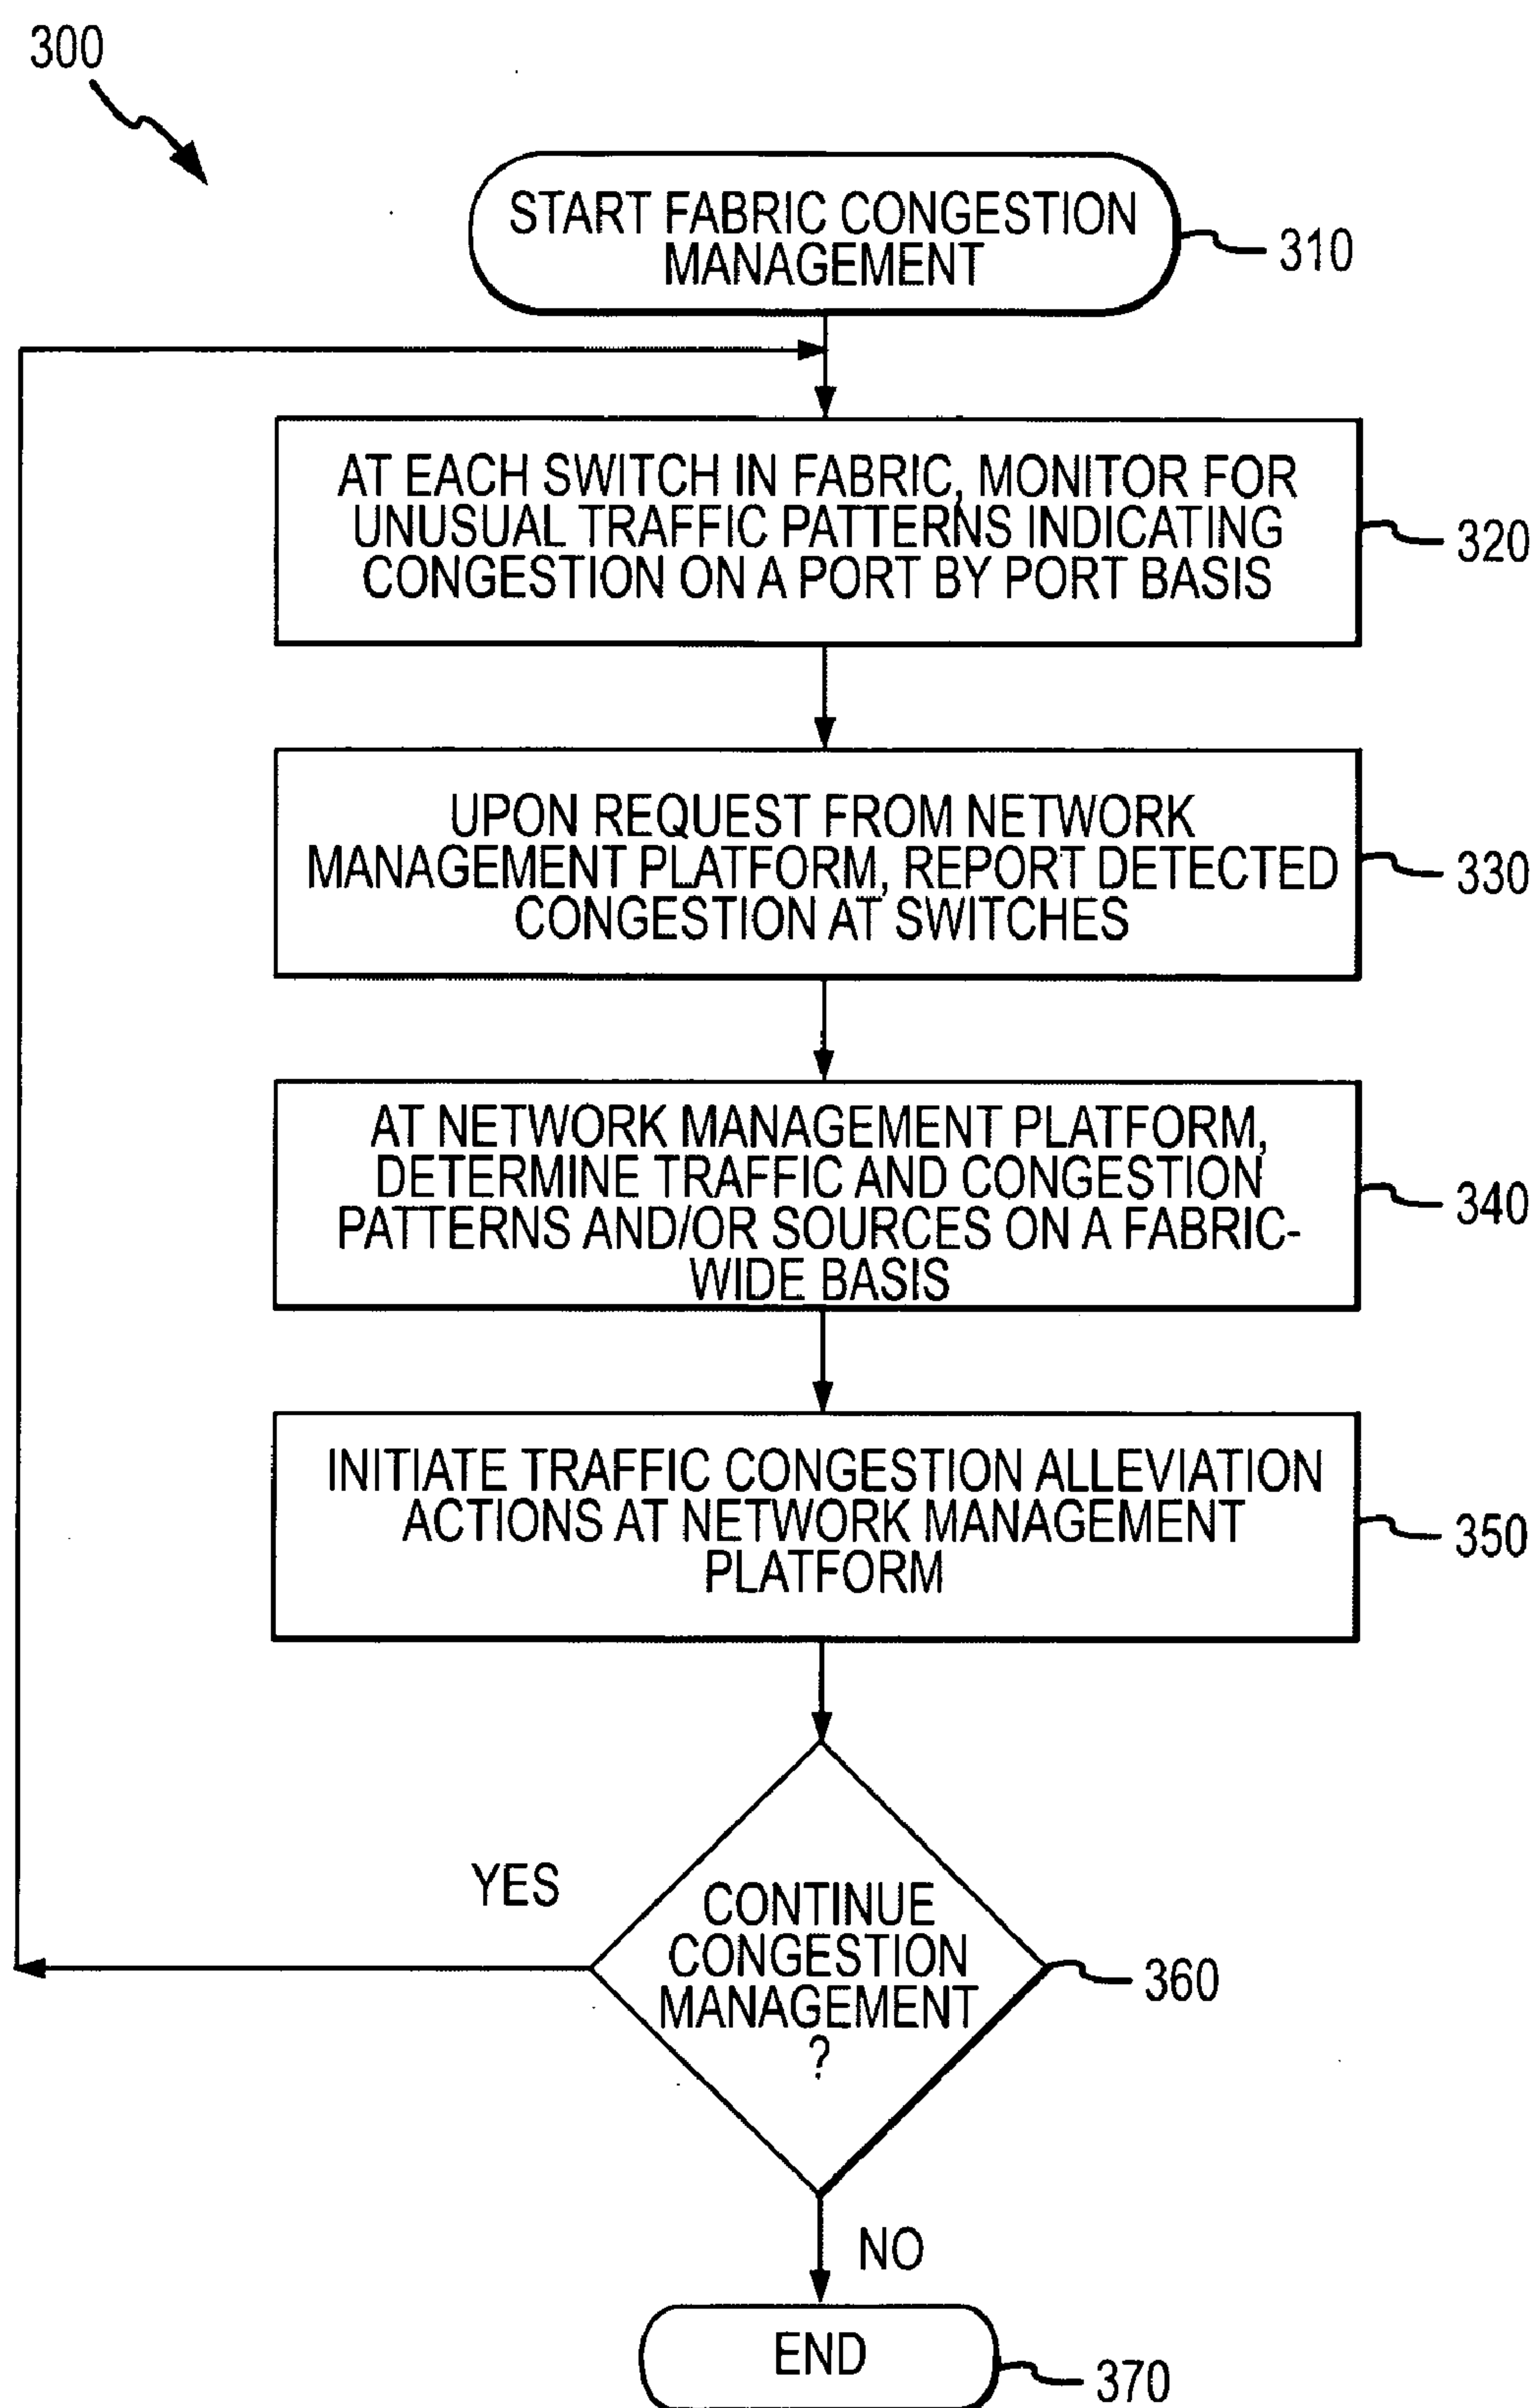 300
START FABRIC CONGESTION
MANAGEMENT
310
AT EACH SWITCH IN FABRIC, MONITOR FOR
UNUSUAL TRAFFIC PATTERNS INDICATING
CONGESTION ON A PORT BY PORT BASIS
320
UPON REQUEST FROM NETWORK
MANAGEMENT PLATFORM, REPORT DETECTED
CONGESTION AT SWITCHES
330
AT NETWORK MANAGEMENT PLATFORM,
DETERMINE TRAFFIC AND CONGESTION
PATTERNS AND/OR SOURCES ON A FABRIC-
WIDE BASIS
340
INITIATE TRAFFIC CONGESTION ALLEVIATION
ACTIONS AT NETWORK MANAGEMENT
PLATFORM
350
YES
CONTINUE
CONGESTION
MANAGEMENT
?
360
NO
END
370